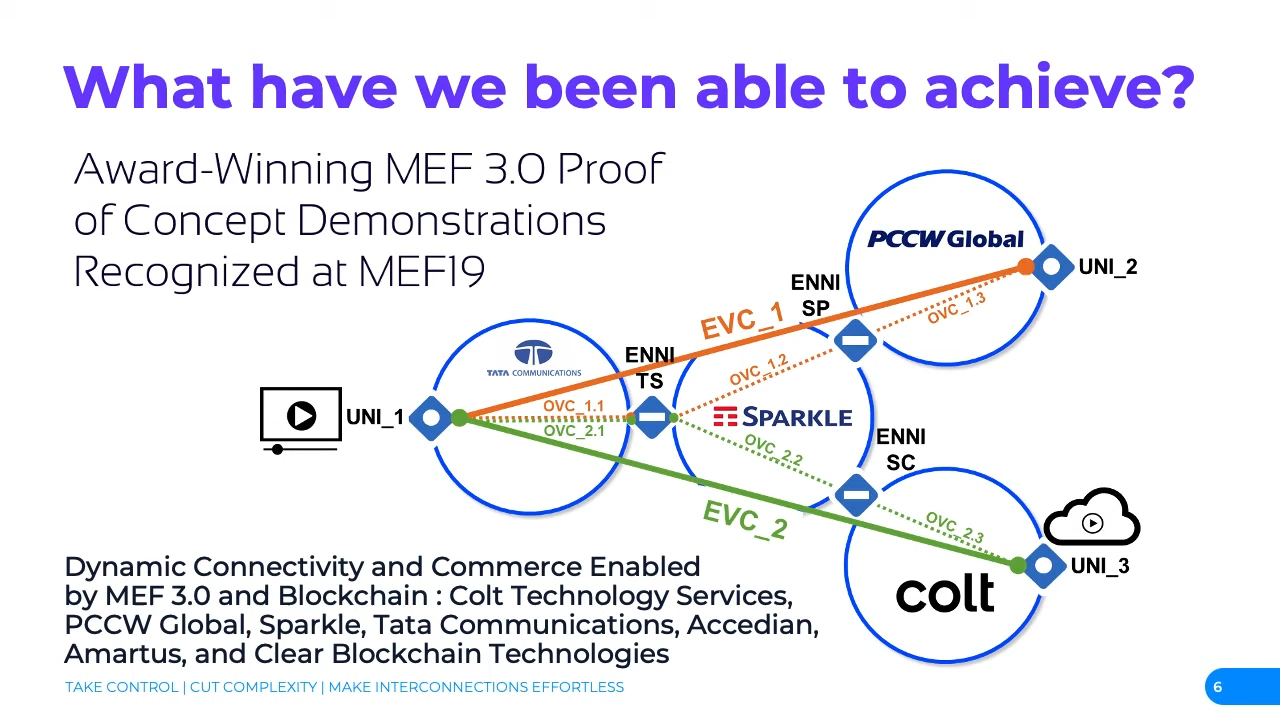 What have we been able to achieve?
Award-Winning MEF 3.0 Proof
of Concept Demonstrations
Recognized at MEF19
PCCW Global
UNI_2
ENNI
SP
OVC_1.3
EVC_1
TATA COMMUNICATIONS
ENNI
TS
OVC_1.2
UNI_1
OVC_1.1
OVC_2.1
SPARKLE
OVC_2.2
ENNI
SC
EVC_2
OVC_2.3
UNI_3
colt
Dynamic Connectivity and Commerce Enabled
by MEF 3.0 and Blockchain : Colt Technology Services,
PCCW Global, Sparkle, Tata Communications, Accedian,
Amartus, and Clear Blockchain Technologies
TAKE CONTROL | CUT COMPLEXITY | MAKE INTERCONNECTIONS EFFORTLESS
6